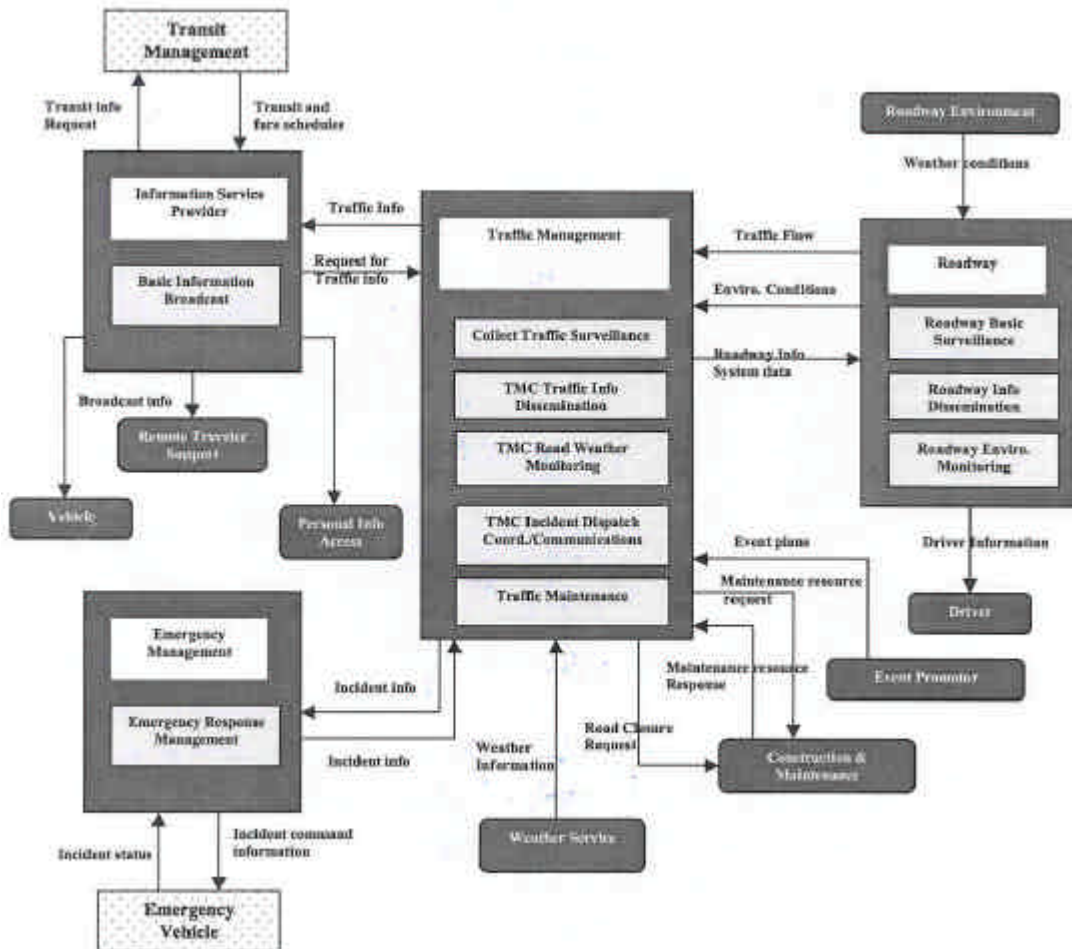 Transit
Management
Transit info
Request
Transit and
fare scheduler
Information Service
Provider
Basic Information
Broadcast
Traffic Info
Request for
Traffic info
Broadcast info
Remote Traveler
Support
Vehicle
Personal Info
Access
Traffic Management
Collect Traffic Surveillance
TMC Traffic Info
Dissemination
TMC Road Weather
Monitoring
TMC Incident Dispatch
Coord./Communications
Traffic Maintenance
Roadway Environment
Weather conditions
Traffic Flow
Enviro. Conditions
Roadway Info
System data
Roadway
Roadway Basic
Surveillance
Roadway Info
Dissemination
Roadway Enviro.
Monitoring
Driver Information
Driver
Event plans
Maintenance resource
request
Event Promoter
Maintenance resource
Response
Road Closure
Request
Construction &
Maintenance
Weather
Information
Weather Service
Emergency
Management
Emergency Response
Management
Incident info
Incident info
Incident status
Incident command
information
Emergency
Vehicle